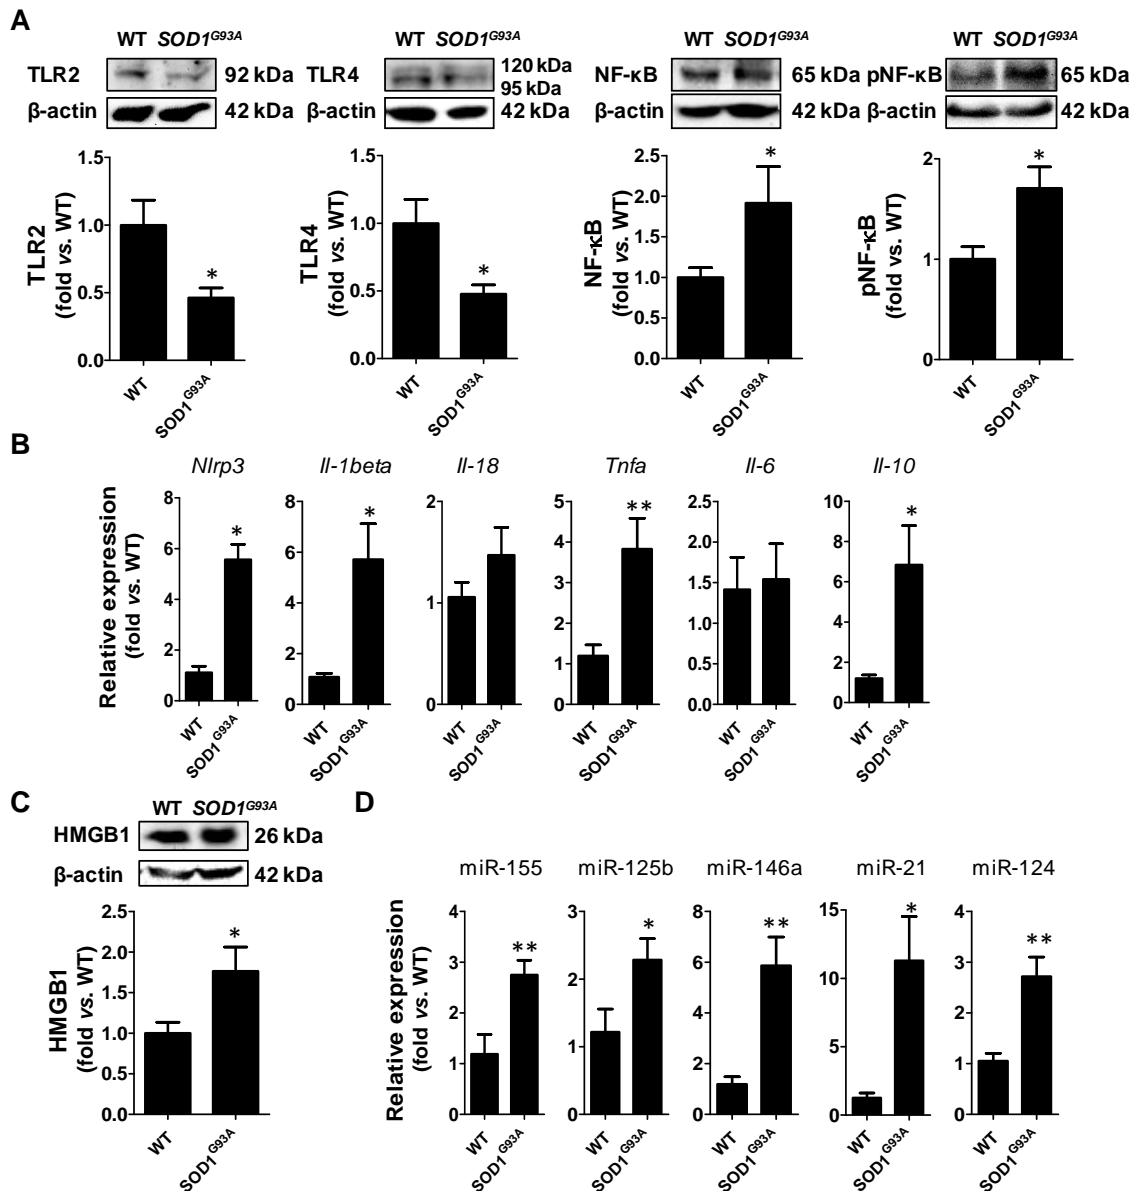 A
WT SOD1G93A WT SOD1G93A WT SOD1G93A WT SOD1G93A
TLR2 92 kDa TLR4 120 kDa 95 kDa NF-κB 65 kDa pNF-κB 65 kDa
β-actin 42 kDa β-actin 42 kDa β-actin 42 kDa 42 kDa
TLR2
(fold vs. WT)
1.5
1.0
0.5
0.0
*
WT
SOD1G93A
TLR4
(fold vs. WT)
1.5
1.0
0.5
0.0
*
WT
SOD1G93A
NF-κB
(fold vs. WT)
2.5
2.0
1.5
1.0
0.5
0.0
*
WT
SOD1G93A
pNF-κB
(fold vs. WT)
2
1
0
*
WT
SOD1G93A
B
Relative expression
(fold vs. WT)
Nlrp3
8
6
4
2
0
*
WT
SOD1G93A
Il-1beta
8
6
4
2
0
*
WT
SOD1G93A
Il-18
2
1
0
WT
SOD1G93A
Tnfa
5
4
3
2
1
0
**
WT
SOD1G93A
Il-6
2.5
2.0
1.5
1.0
0.5
0.0
WT
SOD1G93A
Il-10
10
8
6
4
2
0
*
WT
SOD1G93A
C
WT SOD1G93A
HMGB1 26 kDa
β-actin 42 kDa
HMGB1
(fold vs. WT)
2.5
2.0
1.5
1.0
0.5
0.0
*
WT
SOD1G93A
D
Relative expression
(fold vs. WT)
miR-155
4
3
2
1
0
**
WT
SOD1G93A
miR-125b
3
2
1
0
*
WT
SOD1G93A
miR-146a
8
6
4
2
0
**
WT
SOD1G93A
miR-21
15
10
5
0
*
WT
SOD1G93A
miR-124
4
3
2
1
0
**
WT
SOD1G93A